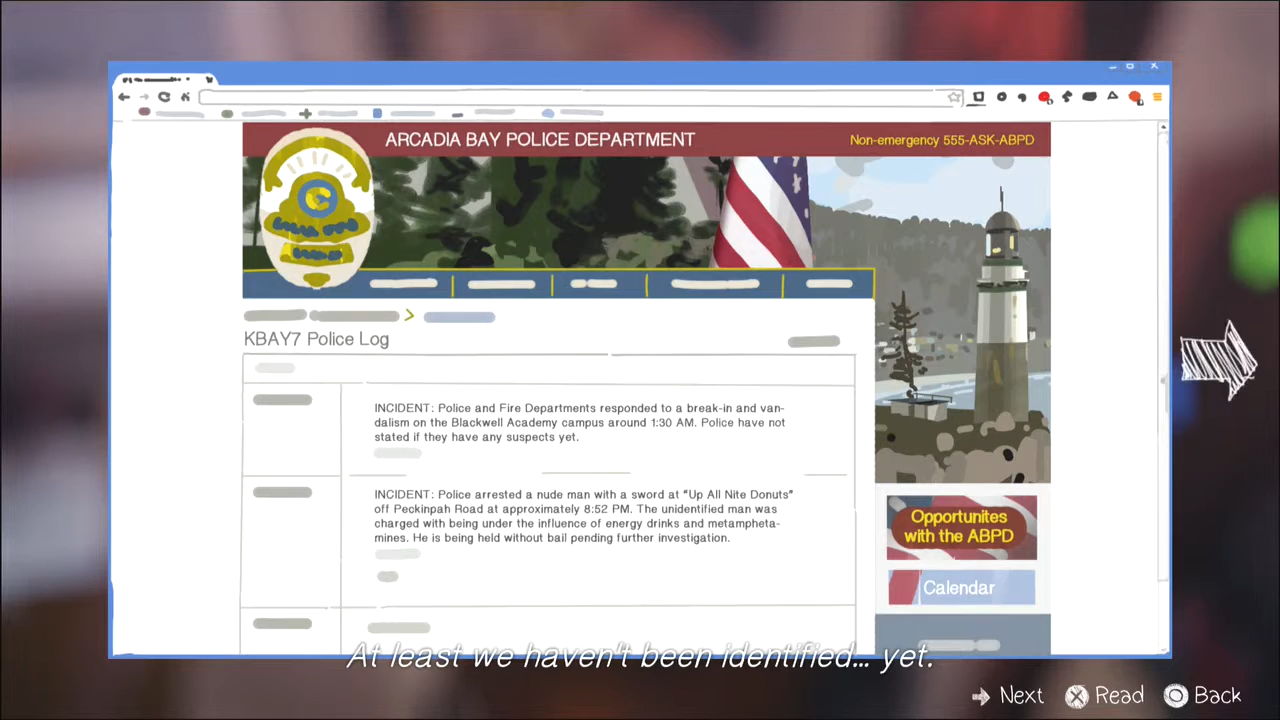 ARCADIA BAY POLICE DEPARTMENT
Non-emergency 555-ASK-ABPD
KBAY7 Police Log
INCIDENT: Police and Fire Departments responded to a break-in and van-
dalism on the Blackwell Academy campus around 1:30 AM. Police have not
stated if they have any suspects yet.
INCIDENT: Police arrested a nude man with a sword at "Up All Nite Donuts"
off Peckinpah Road at approximately 8:52 PM. The unidentified man was
charged with being under the influence of energy drinks and metampheta-
mines. He is being held without bail pending further investigation.
Opportunites
with the ABPD
Calendar
At least we haven't been identified... yet.
Next
Read
Back